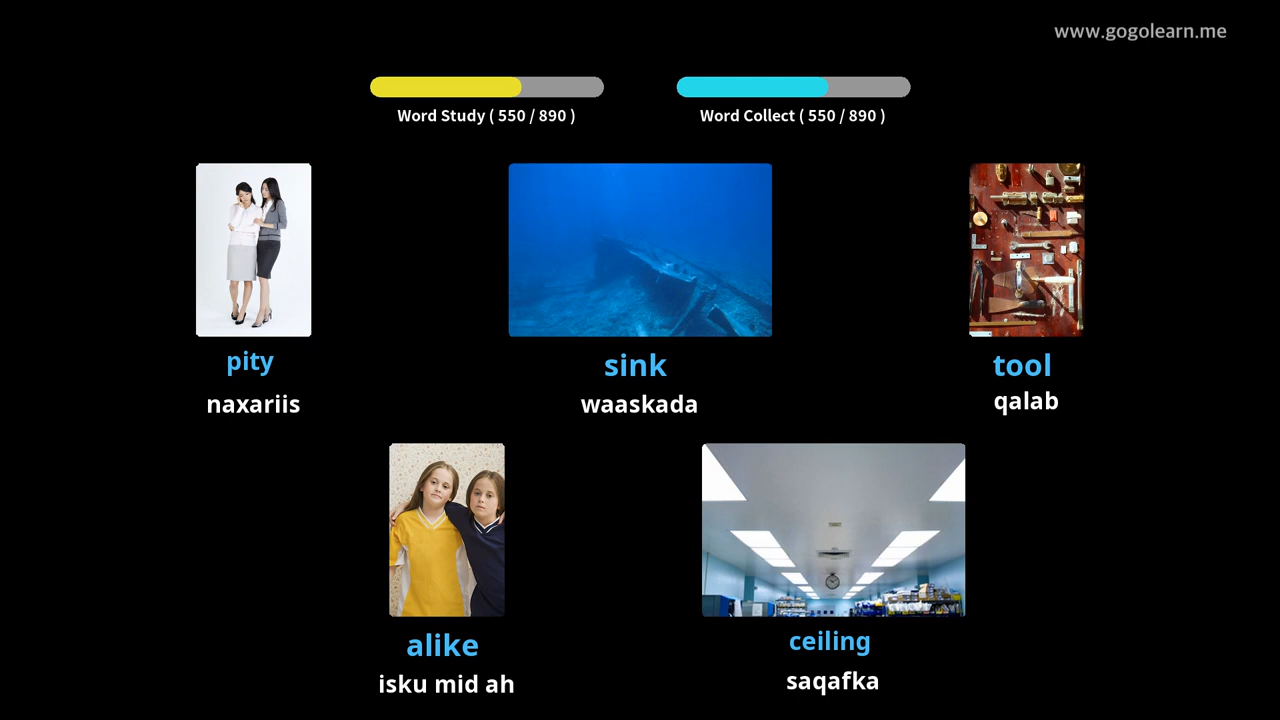 www.gogolearn.me
Word Study ( 550 / 890 )
Word Collect ( 550 / 890 )
pity
naxariis
sink
waaskada
tool
qalab
alike
isku mid ah
ceiling
saqafka